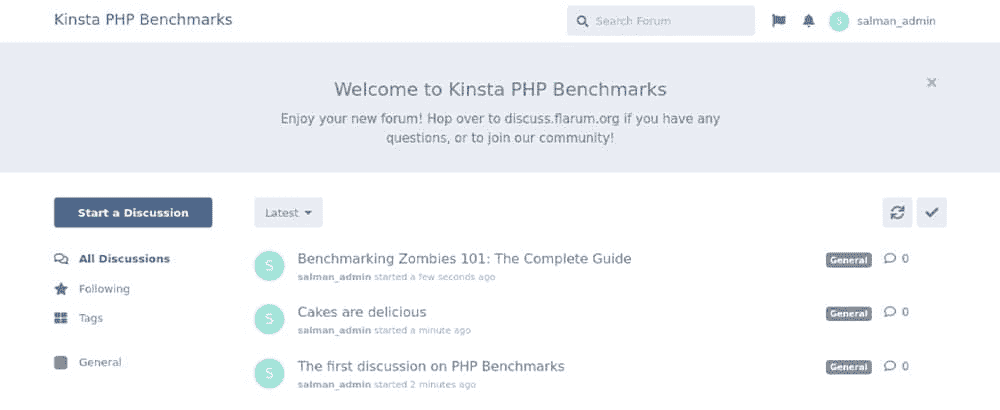 Kinsta PHP Benchmarks
Search Forum
S
salman_admin
Welcome to Kinsta PHP Benchmarks
Enjoy your new forum! Hop over to discuss.flarum.org if you have any
questions, or to join our community!
Start a Discussion
Latest
All Discussions
Following
Tags
General
S
Benchmarking Zombies 101: The Complete Guide
General
0
salman_admin started a few seconds ago
S
Cakes are delicious
General
0
salman_admin started a minute ago
S
The first discussion on PHP Benchmarks
General
0
salman_admin started 2 minutes ago